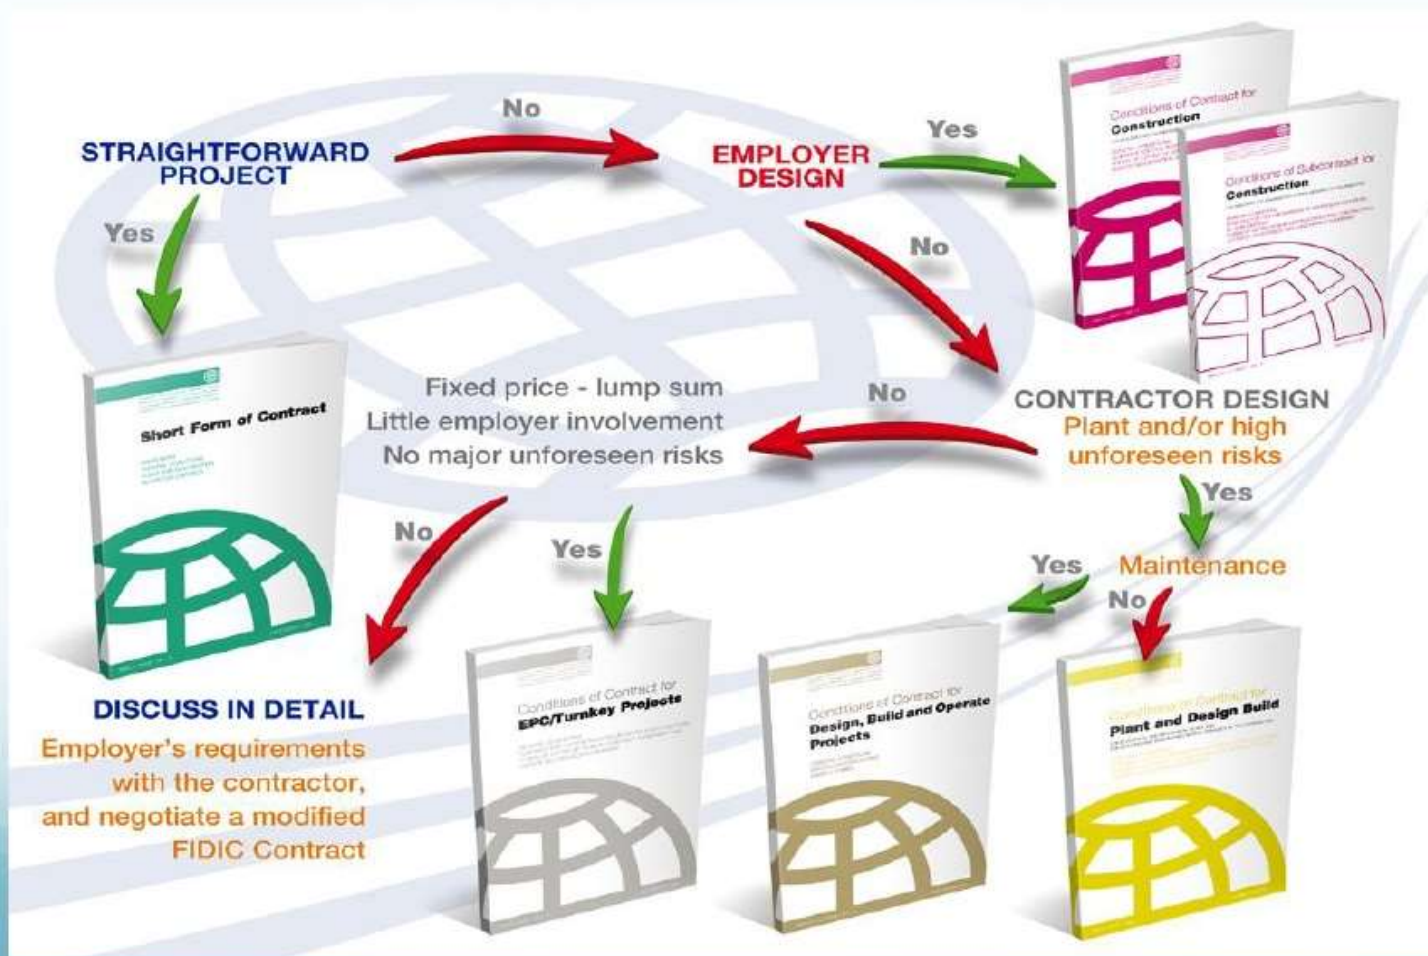 No
Yes
STRAIGHTFORWARD
PROJECT
EMPLOYER
DESIGN
Yes
No
Conditions of Contract for
Construction
Conditions of Subcontract for
Construction
Short Form of Contract
Fixed price - lump sum
Little employer involvement
No major unforeseen risks
No
CONTRACTOR DESIGN
Plant and/or high
unforeseen risks
Yes
No
Yes
Yes
Maintenance
No
DISCUSS IN DETAIL
Employer's requirements
with the contractor,
and negotiate a modified
FIDIC Contract
Conditions of Contract for
EPC/Turnkey Projects
Conditions of Contract for
Design, Build and Operate
Projects
Conditions of Contract for
Plant and Design Build